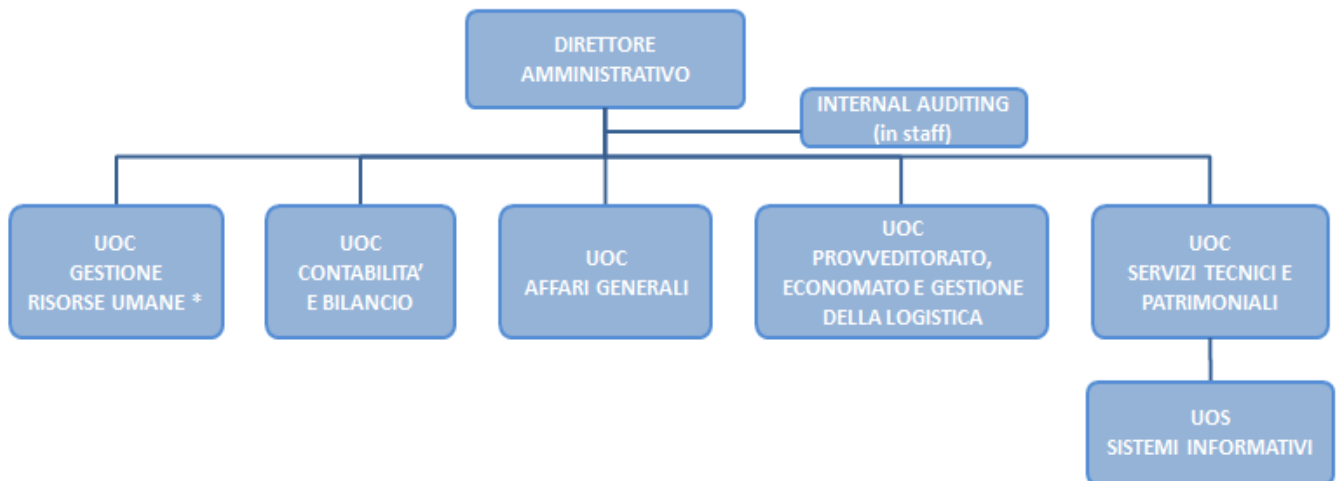 DIRETTORE
AMMINISTRATIVO
INTERNAL AUDITING
(in staff)
UOC
GESTIONE
RISORSE UMANE *
UOC
CONTABILITA’
E BILANCIO
UOC
AFFARI GENERALI
UOC
PROVVEDITORATO,
ECONOMATO E GESTIONE
DELLA LOGISTICA
UOC
SERVIZI TECNICI E
PATRIMONIALI
UOS
SISTEMI INFORMATIVI